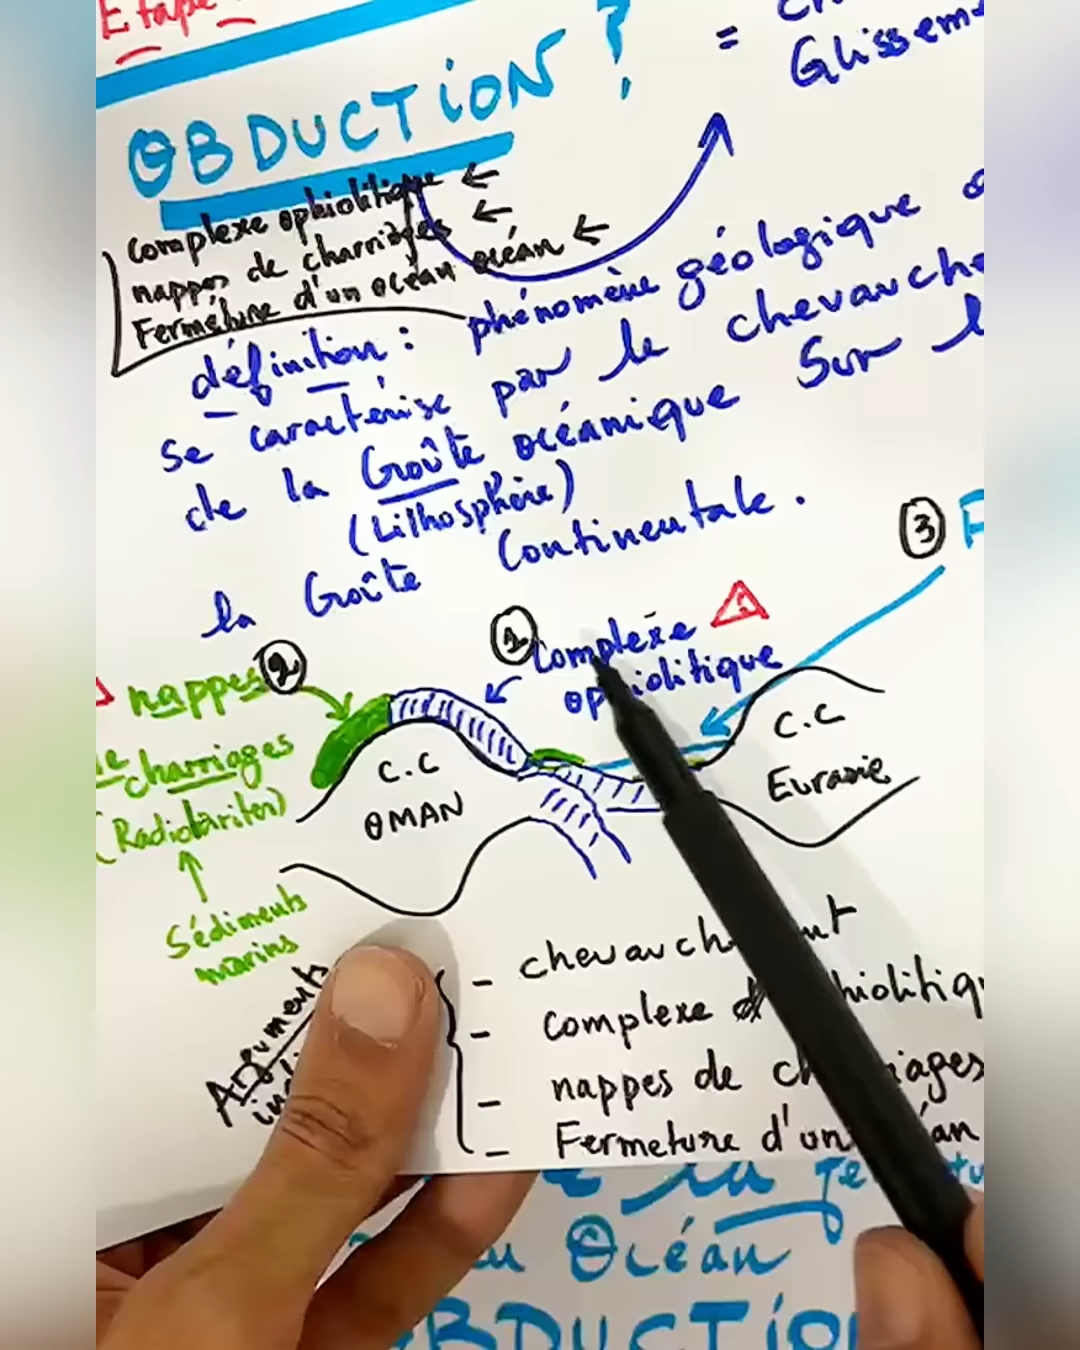 Etape
OBDUCTION ?
= 
Glissem
Complexe ophiolitique ←
nappes de charriages ←
Fermeture d'un océan océan ←
définition : phénomène géologique
se caractérise par le chevauche
de la Croûte océanique Sur l
(Lithosphère)
la Croûte Continentale.
3 F
1 Complexe
ophiolitique
nappes 2
charriages
(Radiolarites)
Sédiments
marins
C.C
OMAN
C.C
Eurasie
Arguments
- chevauch
- complexe
- nappes de
- Fermeture d'un
Océan
OBDUCTION